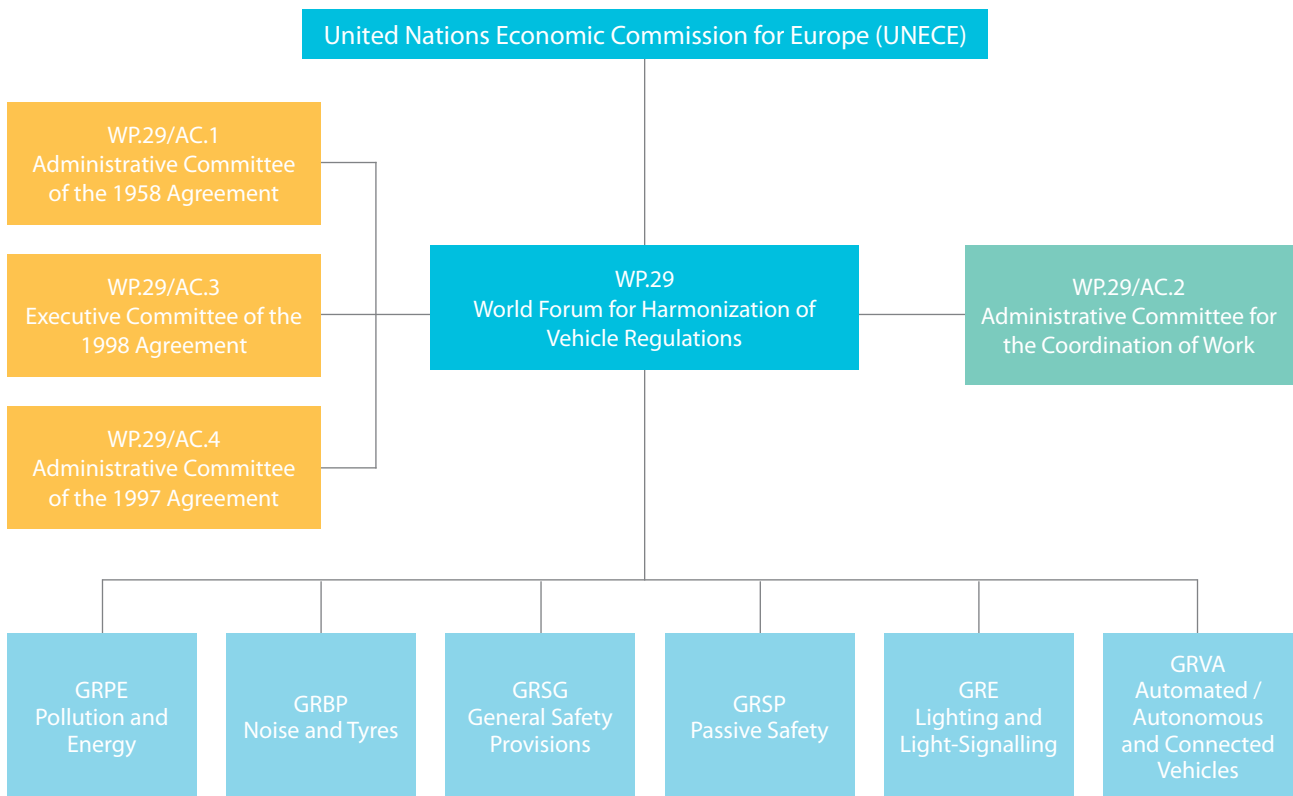 United Nations Economic Commission for Europe (UNECE)
WP.29/AC.1
Administrative Committee
of the 1958 Agreement
WP.29/AC.3
Executive Committee of the
1998 Agreement
WP.29/AC.4
Administrative Committee
of the 1997 Agreement
WP.29
World Forum for Harmonization of
Vehicle Regulations
WP.29/AC.2
Administrative Committee for
the Coordination of Work
GRPE
Pollution and
Energy
GRBP
Noise and Tyres
GRSG
General Safety
Provisions
GRSP
Passive Safety
GRE
Lighting and
Light-Signalling
GRVA
Automated /
Autonomous
and Connected
Vehicles